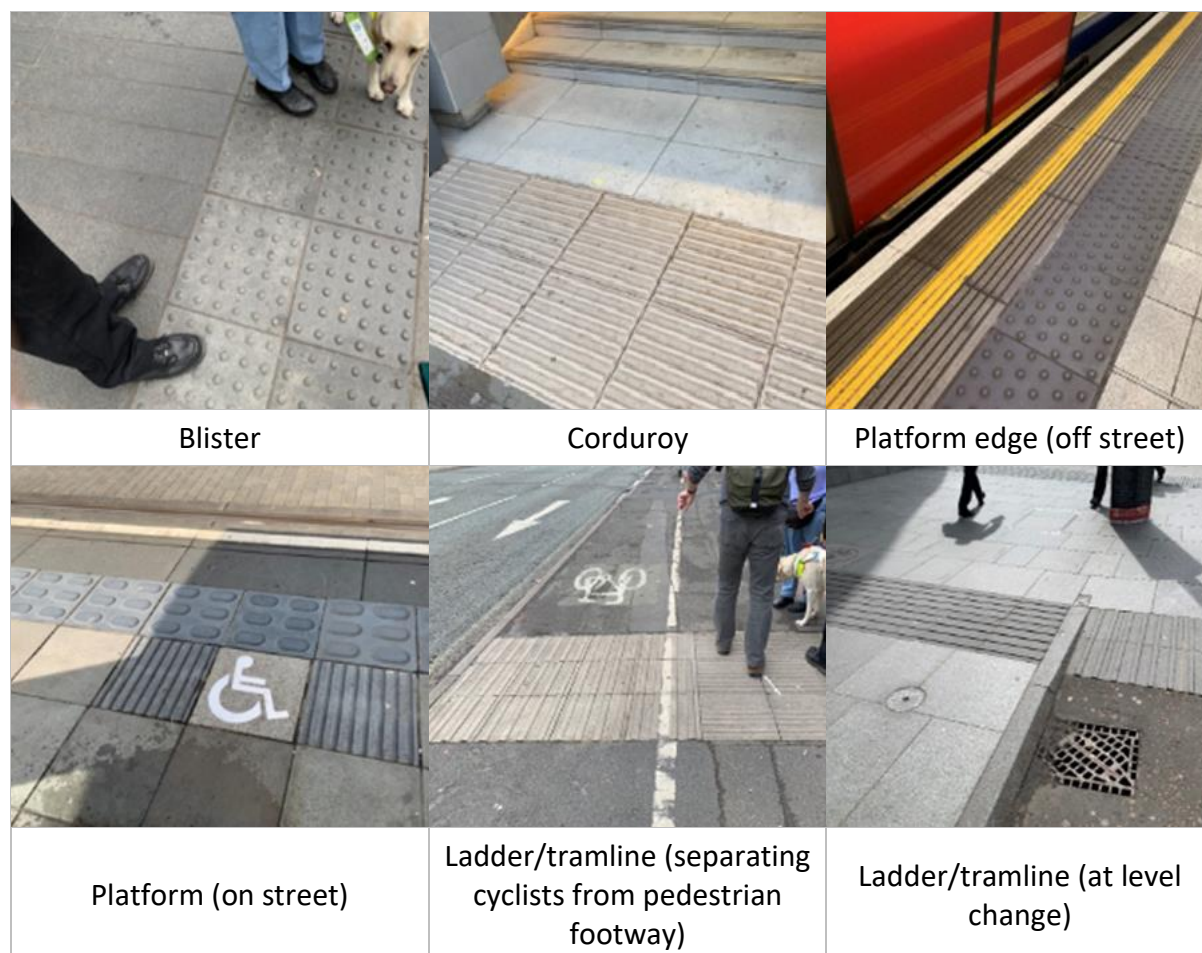 Blister
Corduroy
Platform edge (off street)
Platform (on street)
Ladder/tramline (separating
cyclists from pedestrian
footway)
Ladder/tramline (at level
change)